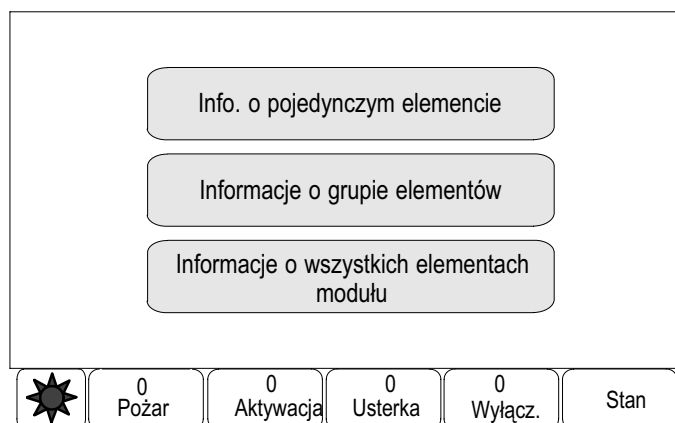 Info. o pojedynczym elemencie
Informacje o grupie elementów
Informacje o wszystkich elementach
modułu
0 0 0 0
Pożar Aktywacja Usterka Wyłącz. Stan